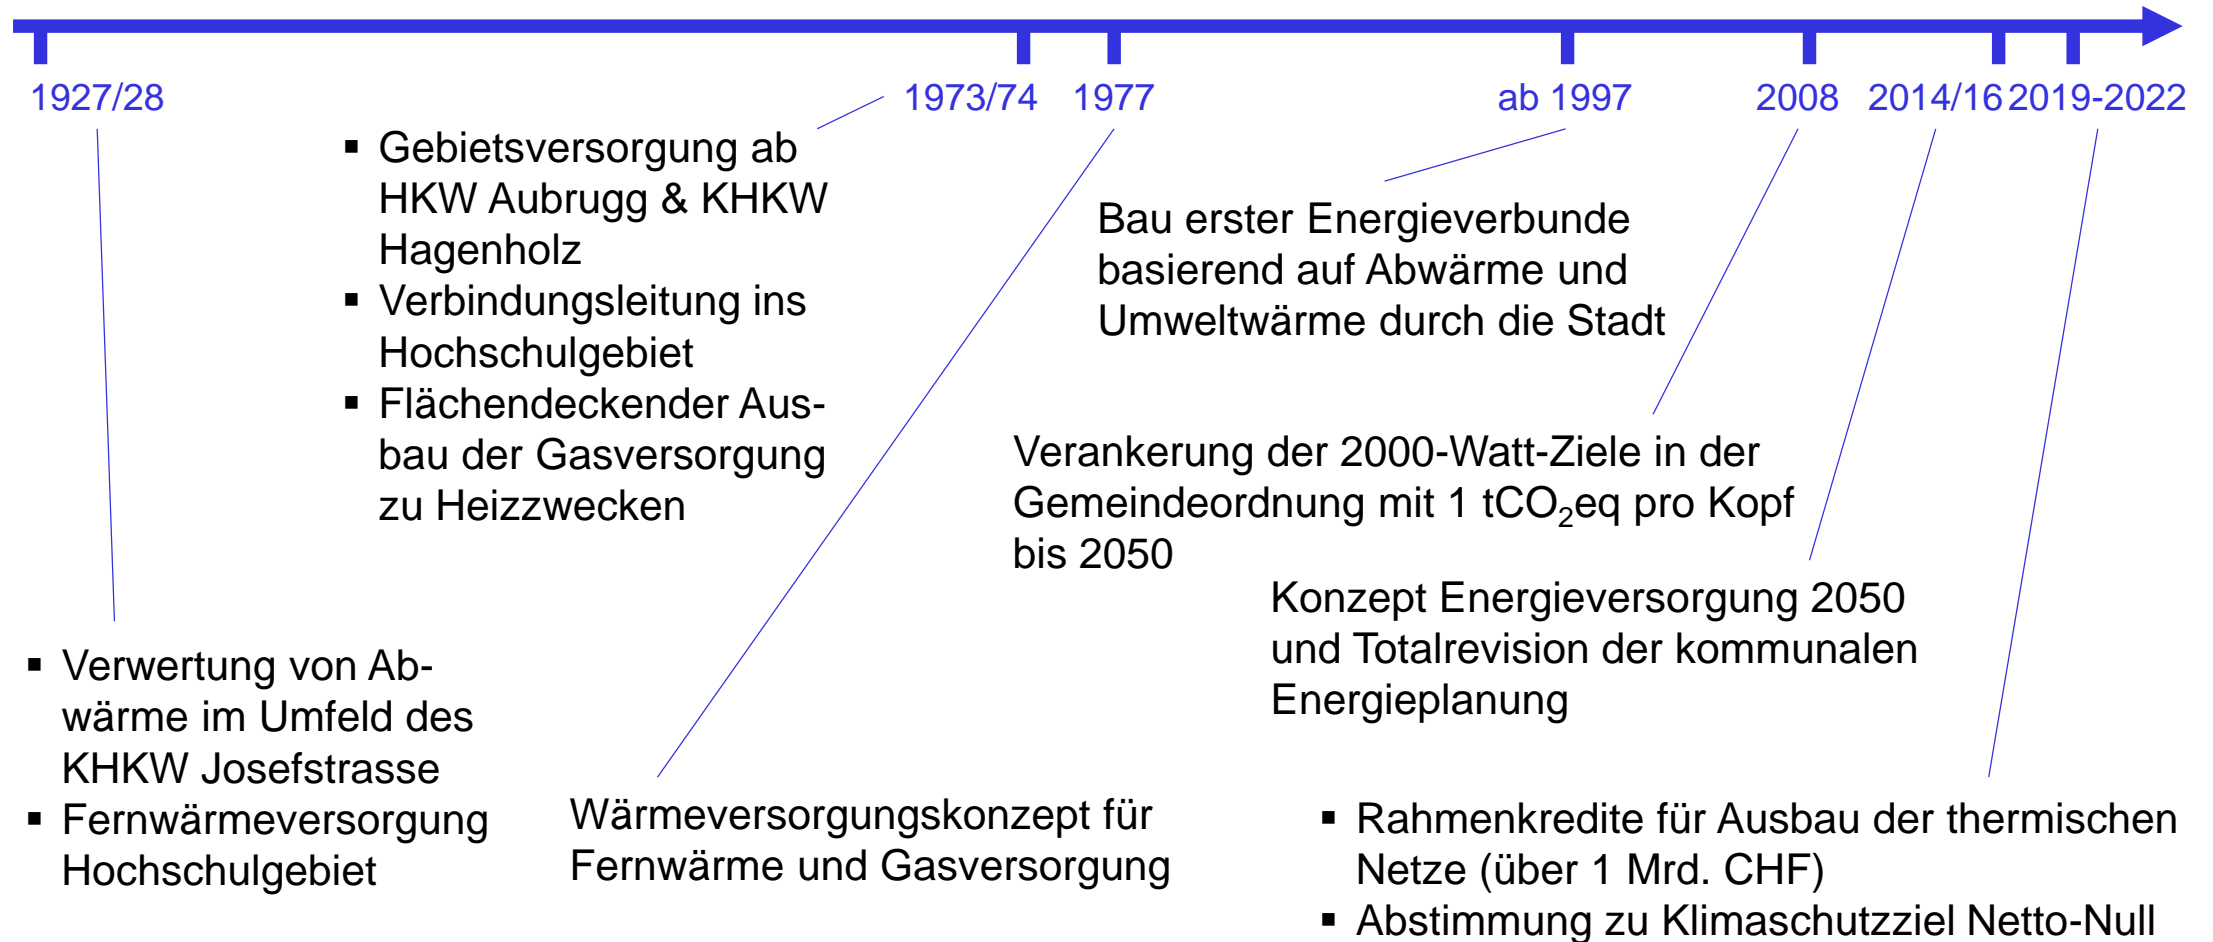 1927/28
1973/74
1977
ab 1997
2008
2014/16
2019-2022
▪ Gebietsversorgung ab
HKW Aubrugg & KHKW
Hagenholz
▪ Verbindungsleitung ins
Hochschulgebiet
▪ Flächendeckender Aus-
bau der Gasversorgung
zu Heizzwecken
Bau erster Energieverbunde
basierend auf Abwärme und
Umweltwärme durch die Stadt
Verankerung der 2000-Watt-Ziele in der
Gemeindeordnung mit 1 tCO₂eq pro Kopf
bis 2050
Konzept Energieversorgung 2050
und Totalrevision der kommunalen
Energieplanung
▪ Verwertung von Ab-
wärme im Umfeld des
KHKW Josefstrasse
▪ Fernwärmeversorgung
Hochschulgebiet
Wärmeversorgungskonzept für
Fernwärme und Gasversorgung
▪ Rahmenkredite für Ausbau der thermischen
Netze (über 1 Mrd. CHF)
▪ Abstimmung zu Klimaschutzziel Netto-Null